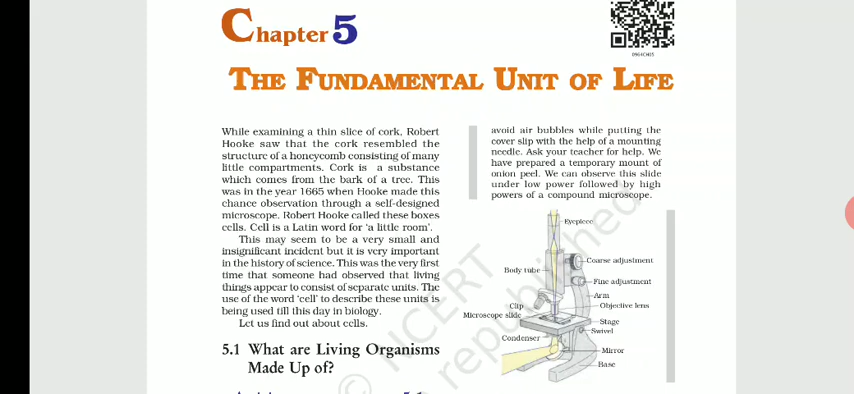 Chapter 5
THE FUNDAMENTAL UNIT OF LIFE
While examining a thin slice of cork, Robert
Hooke saw that the cork resembled the
structure of a honeycomb consisting of many
little compartments. Cork is a substance
which comes from the bark of a tree. This
was in the year 1665 when Hooke made this
chance observation through a self-designed
microscope. Robert Hooke called these boxes
cells. Cell is a Latin word for 'a little room'.
This may seem to be a very small and
insignificant incident but it is very important
in the history of science. This was the very first
time that someone had observed that living
things appear to consist of separate units. The
use of the word 'cell' to describe these units is
being used till this day in biology.
Let us find out about cells.
5.1 What are Living Organisms
Made Up of?
avoid air bubbles while putting the
cover slip with the help of a mounting
needle. Ask your teacher for help. We
have prepared a temporary mount of
onion peel. We can observe this slide
under low power followed by high
powers of a compound microscope.
Eyepiece
Coarse adjustment
Body tube
Fine adjustment
Arm
Clip
Objective lens
Microscope slide
Stage
Swivel
Condenser
Mirror
Base
© NCERT
republished